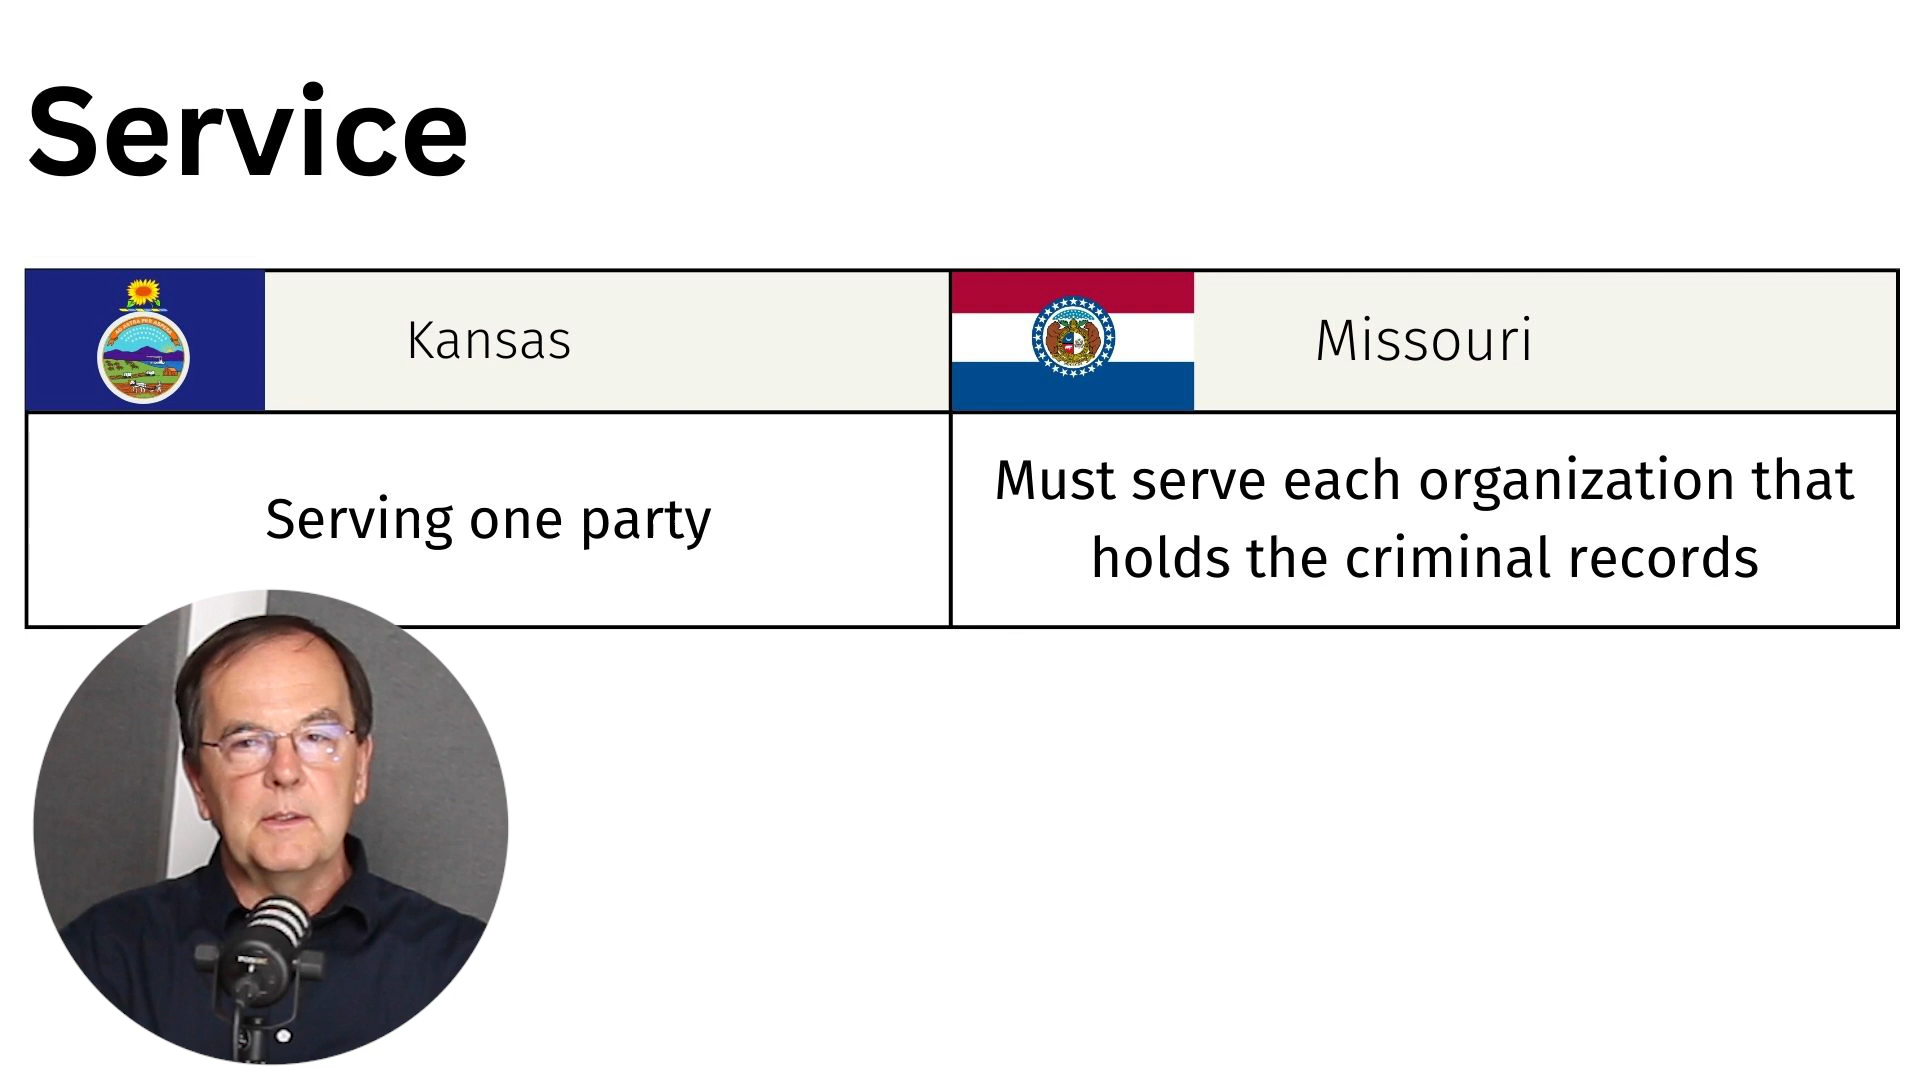 Service
Kansas
Missouri
Serving one party
Must serve each organization that
holds the criminal records